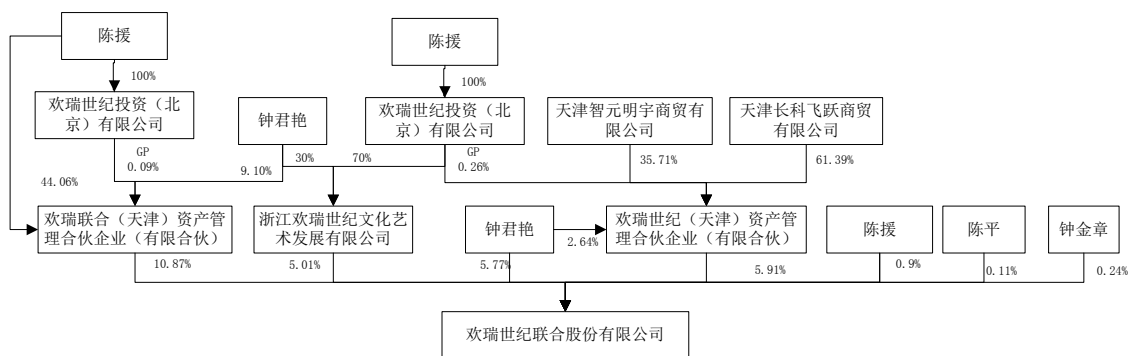 陈援
陈援
100%
100%
欢瑞世纪投资（北
京）有限公司
钟君艳
欢瑞世纪投资（北
京）有限公司
天津智元明宇商贸有
限公司
天津长科飞跃商贸
有限公司
GP
0.09%
9.10%
30%
70%
GP
0.26%
35.71%
61.39%
44.06%
欢瑞联合（天津）资产管
理合伙企业（有限合伙）
浙江欢瑞世纪文化艺
术发展有限公司
钟君艳
2.64%
欢瑞世纪（天津）资产管
理合伙企业（有限合伙）
陈援
陈平
钟金章
10.87%
5.01%
5.77%
5.91%
0.9%
0.11%
0.24%
欢瑞世纪联合股份有限公司